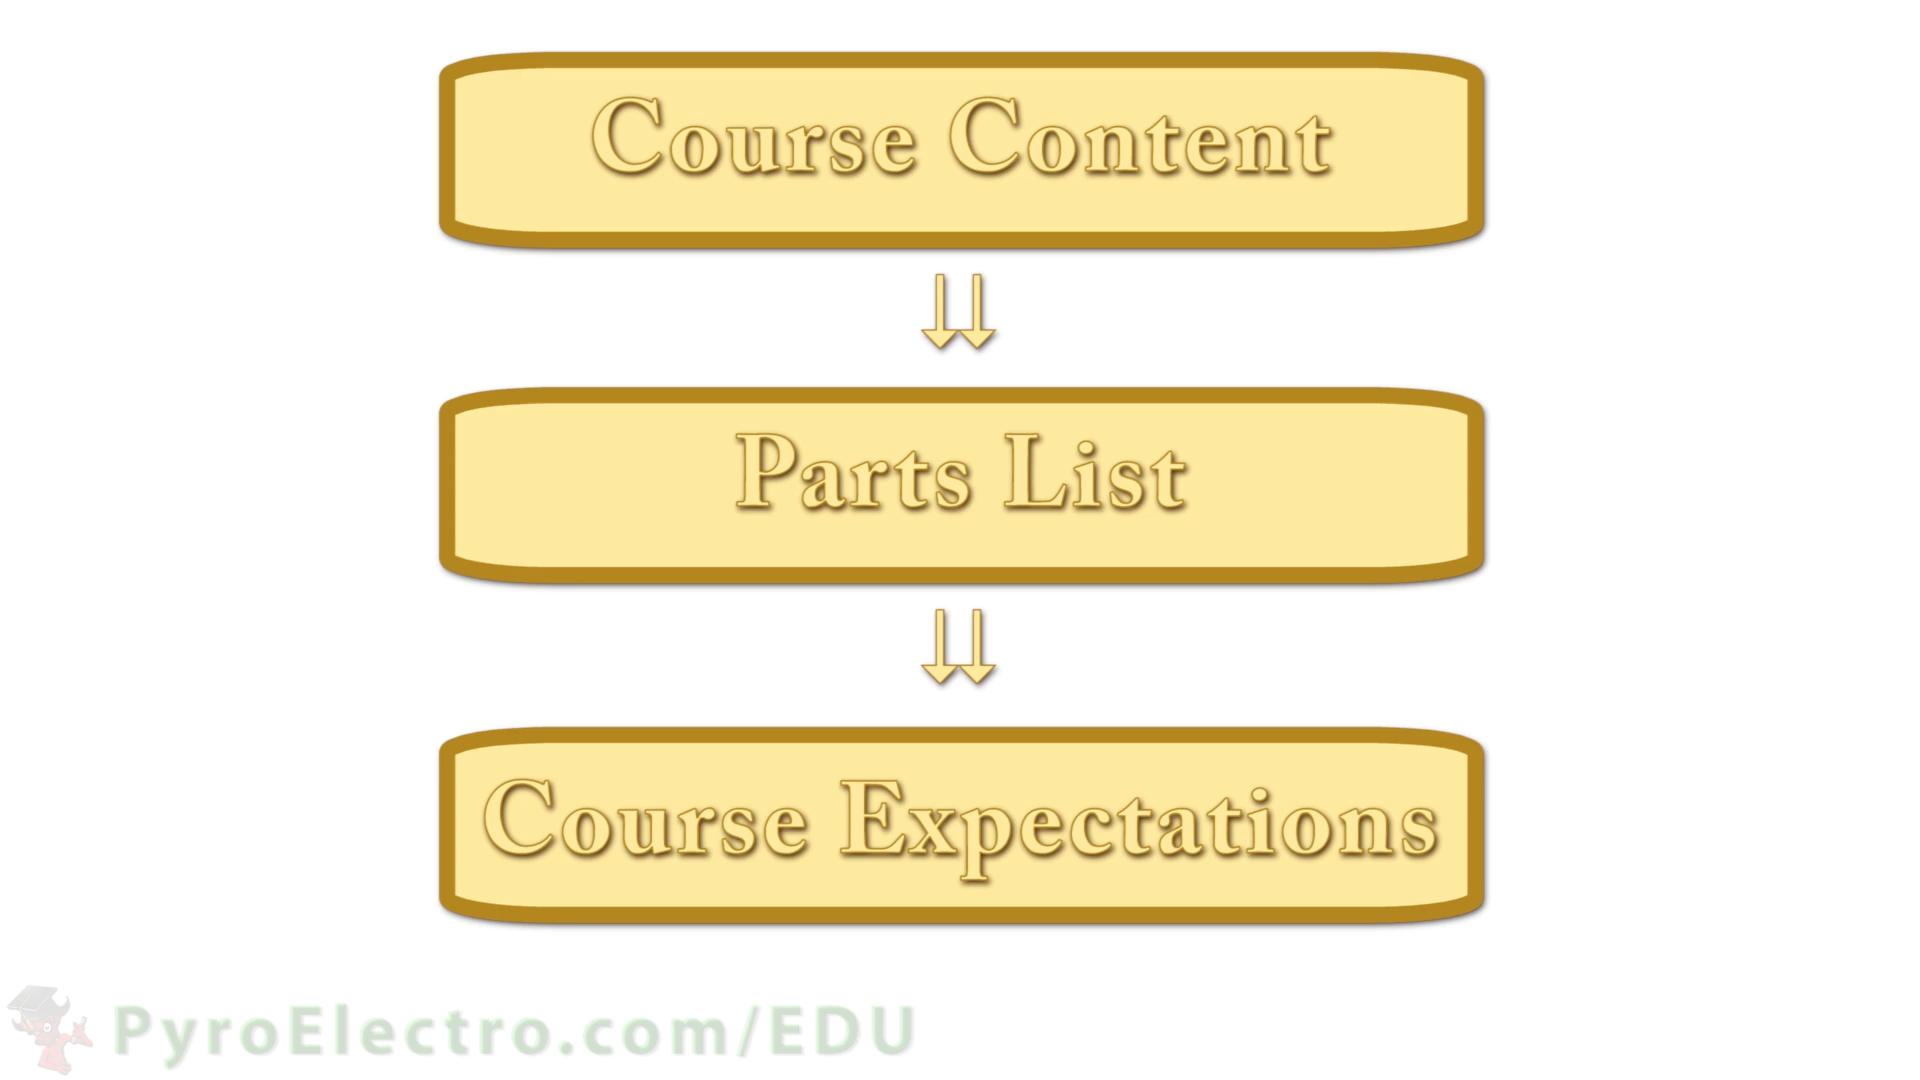 Course Content
Parts List
Course Expectations
PyroElectro.com/EDU